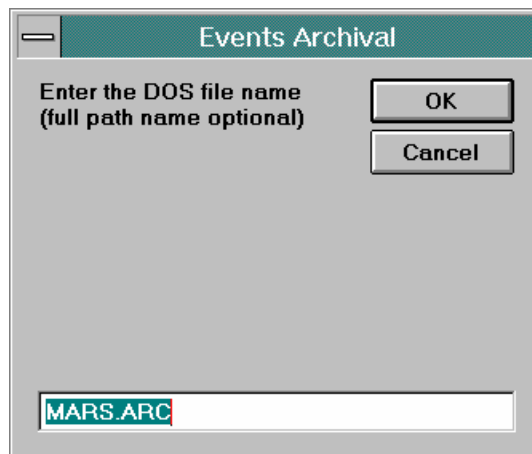 Events Archival
Enter the DOS file name
(full path name optional)
OK
Cancel
MARS.ARC